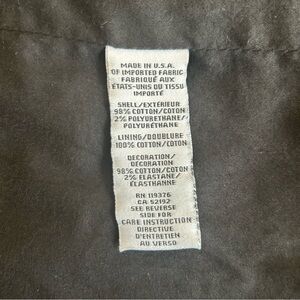 MADE IN U.S.A.
OF IMPORTED FABRIC
FABRIQUÉ AUX
ÉTATS-UNIS DU TISSU
IMPORTÉ
SHELL/EXTÉRIEUR
98% COTTON/COTON
2% POLYURETHANE/
POLYURÉTHANE
LINING/DOUBLURE
100% COTTON/COTON
DECORATION/
DÉCORATION
98% COTTON/COTON
2% ELASTANE/
ÉLASTHANNE
RN 119376
CA 52192
SEE REVERSE
SIDE FOR
CARE INSTRUCTION
DIRECTIVE
D'ENTRETIEN
AU VERSO